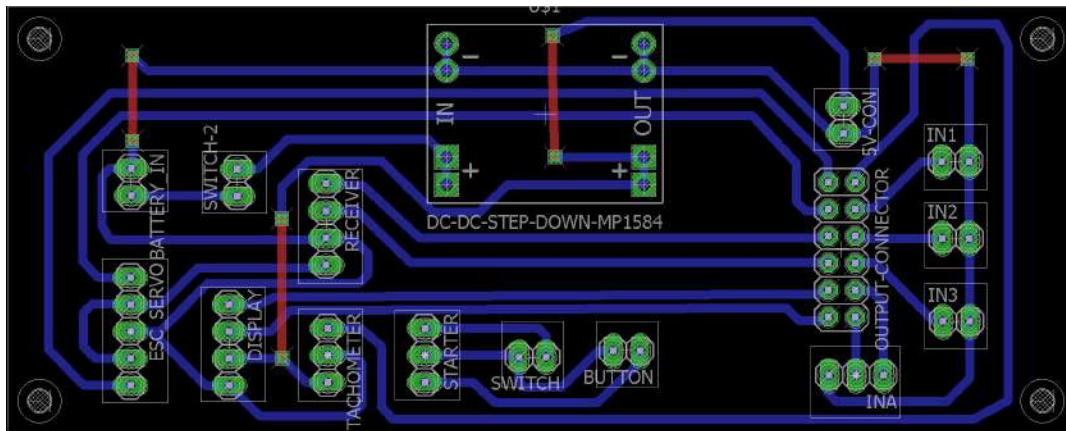 U$1
-
-
IN
OUT
+
+
DC-DC-STEP-DOWN-MP1584
SWITCH-2
BATTERY IN
RECEIVER
5V-CON
IN1
IN2
IN3
OUTPUT-CONNECTOR
ESC SERVO
DISPLAY
TACHOMETER
STARTER
SWITCH
BUTTON
INA